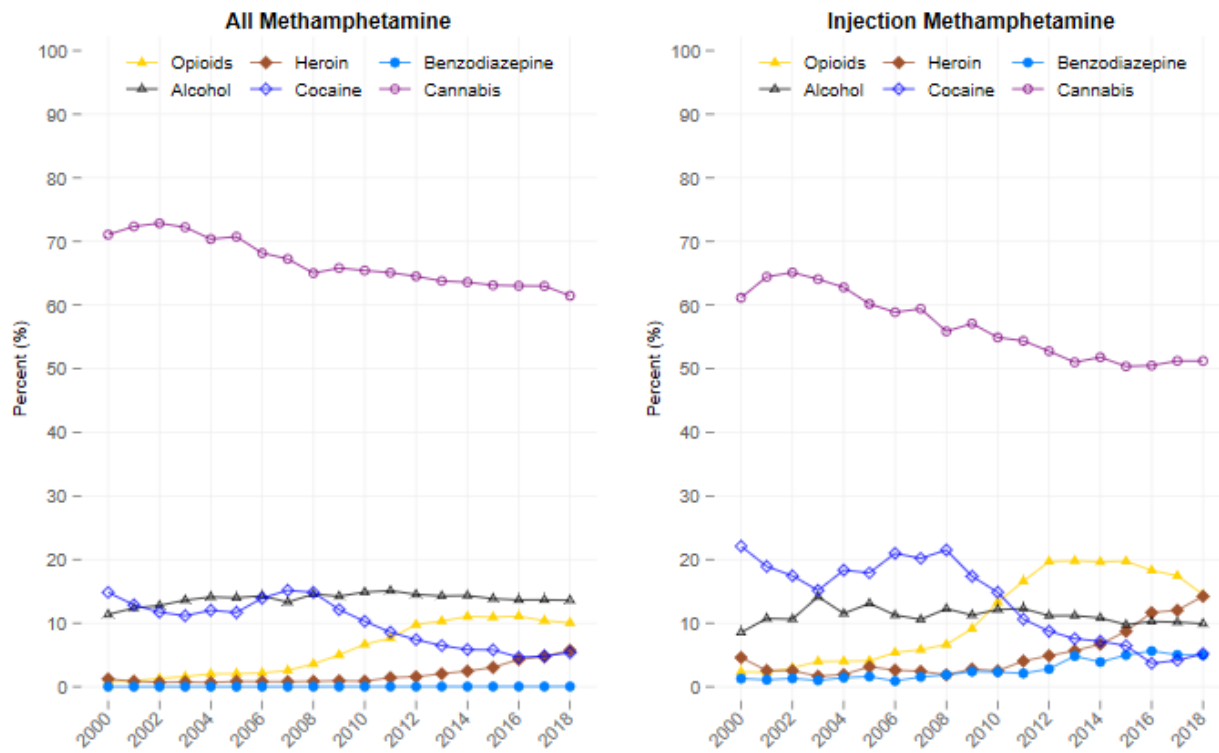 All Methamphetamine
Opioids Heroin Benzodiazepine
Alcohol Cocaine Cannabis
Percent (%)
100
90
80
70
60
50
40
30
20
10
0
2000 2002 2004 2006 2008 2010 2012 2014 2016 2018
Injection Methamphetamine
Opioids Heroin Benzodiazepine
Alcohol Cocaine Cannabis
Percent (%)
100
90
80
70
60
50
40
30
20
10
0
2000 2002 2004 2006 2008 2010 2012 2014 2016 2018